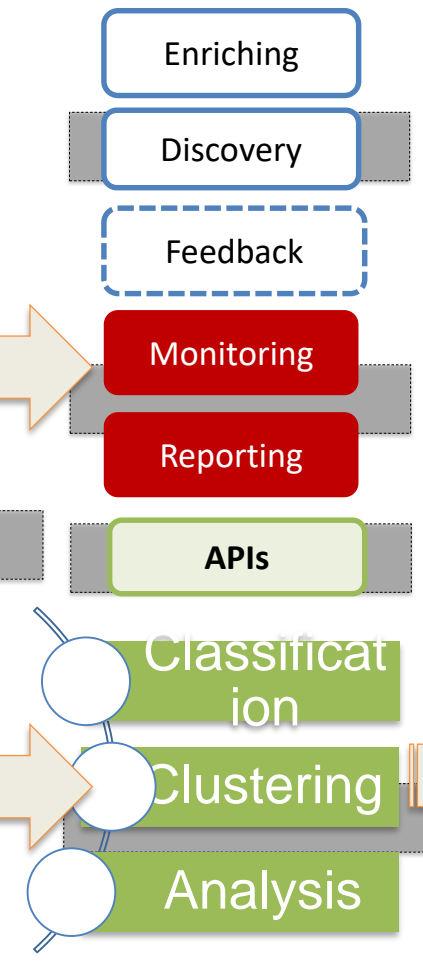 Enriching
Discovery
Feedback
Monitoring
Reporting
APIs
Classificat
ion
Clustering
Analysis